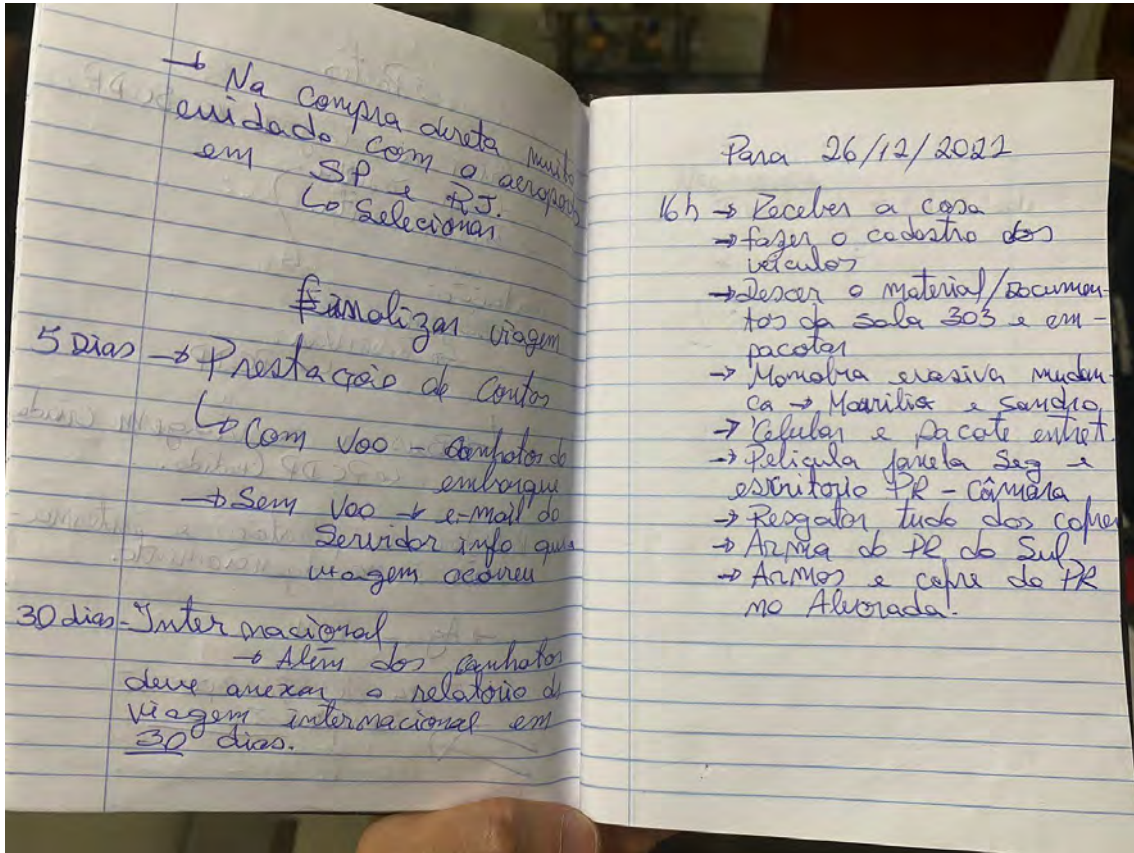 → Na compra direta muito
cuidado com o aeroporto
em SP e RJ.
↳ Selecionar
Finalizar viagem
5 Dias → Prestação de Contas
↳ Com voo - canhotos de
embarque
→ Sem voo → e-mail do
Servidor info que
viagem ocorreu
30 dias - Internacional
→ Além dos canhotos
deve anexar o relatório de
viagem internacional em
30 dias.
Para 26/12/2022
16h → Receber a casa
→ fazer o cadastro dos
veículos
→ Descer o material/Documen-
tos da sala 303 e em-
pacotar
→ Manobra evasiva mudan-
ça → Marilia e Sandro
→ Celular e pacote entret.
→ Pelicula janela Seg e
escritorio PR - Câmara
→ Resgatar tudo dos cofres
→ Arma do PR do Sul
→ Armas e cofre do PR
no Alvorada!